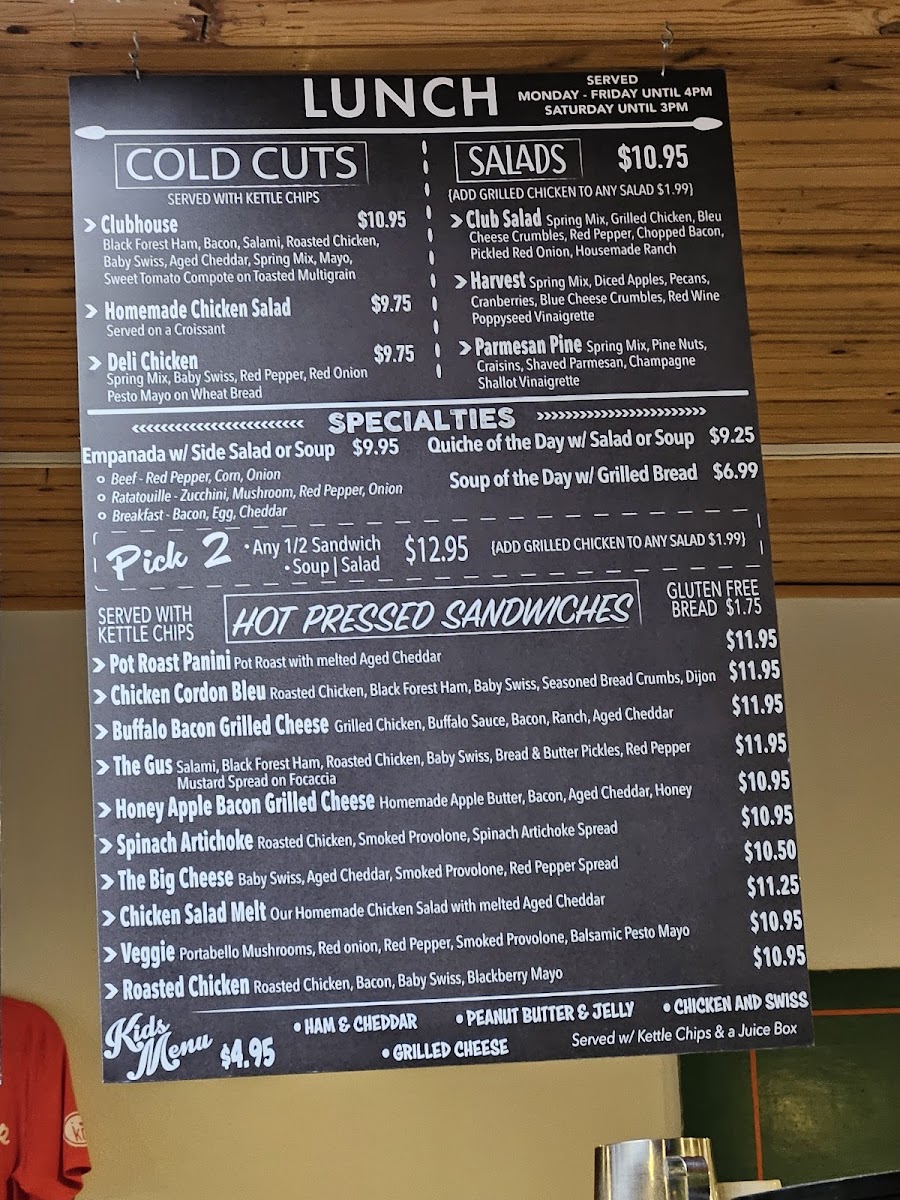 LUNCH
SERVED
MONDAY - FRIDAY UNTIL 4PM
SATURDAY UNTIL 3PM
COLD CUTS
SERVED WITH KETTLE CHIPS
> Clubhouse $10.95
Black Forest Ham, Bacon, Salami, Roasted Chicken,
Baby Swiss, Aged Cheddar, Spring Mix, Mayo,
Sweet Tomato Compote on Toasted Multigrain
> Homemade Chicken Salad $9.75
Served on a Croissant
> Deli Chicken $9.75
Spring Mix, Baby Swiss, Red Pepper, Red Onion
Pesto Mayo on Wheat Bread
SALADS $10.95
{ADD GRILLED CHICKEN TO ANY SALAD $1.99}
> Club Salad Spring Mix, Grilled Chicken, Bleu
Cheese Crumbles, Red Pepper, Chopped Bacon,
Pickled Red Onion, Housemade Ranch
> Harvest Spring Mix, Diced Apples, Pecans,
Cranberries, Blue Cheese Crumbles, Red Wine
Poppyseed Vinaigrette
> Parmesan Pine Spring Mix, Pine Nuts,
Craisins, Shaved Parmesan, Champagne
Shallot Vinaigrette
SPECIALTIES
Empanada w/ Side Salad or Soup $9.95
o Beef - Red Pepper, Corn, Onion
o Ratatouille - Zucchini, Mushroom, Red Pepper, Onion
o Breakfast - Bacon, Egg, Cheddar
Quiche of the Day w/ Salad or Soup $9.25
Soup of the Day w/ Grilled Bread $6.99
Pick 2 • Any 1/2 Sandwich
• Soup | Salad
$12.95 {ADD GRILLED CHICKEN TO ANY SALAD $1.99}
SERVED WITH
KETTLE CHIPS
HOT PRESSED SANDWICHES
GLUTEN FREE
BREAD $1.75
> Pot Roast Panini Pot Roast with melted Aged Cheddar $11.95
> Chicken Cordon Bleu Roasted Chicken, Black Forest Ham, Baby Swiss, Seasoned Bread Crumbs, Dijon $11.95
> Buffalo Bacon Grilled Cheese Grilled Chicken, Buffalo Sauce, Bacon, Ranch, Aged Cheddar $11.95
> The Gus Salami, Black Forest Ham, Roasted Chicken, Baby Swiss, Bread & Butter Pickles, Red Pepper $11.95
Mustard Spread on Focaccia
> Honey Apple Bacon Grilled Cheese Homemade Apple Butter, Bacon, Aged Cheddar, Honey $10.95
> Spinach Artichoke Roasted Chicken, Smoked Provolone, Spinach Artichoke Spread $10.95
> The Big Cheese Baby Swiss, Aged Cheddar, Smoked Provolone, Red Pepper Spread $10.50
> Chicken Salad Melt Our Homemade Chicken Salad with melted Aged Cheddar $11.25
> Veggie Portabello Mushrooms, Red onion, Red Pepper, Smoked Provolone, Balsamic Pesto Mayo $10.95
> Roasted Chicken Roasted Chicken, Bacon, Baby Swiss, Blackberry Mayo $10.95
Kids
Menu $4.95
• HAM & CHEDDAR • PEANUT BUTTER & JELLY • CHICKEN AND SWISS
• GRILLED CHEESE
Served w/ Kettle Chips & a Juice Box